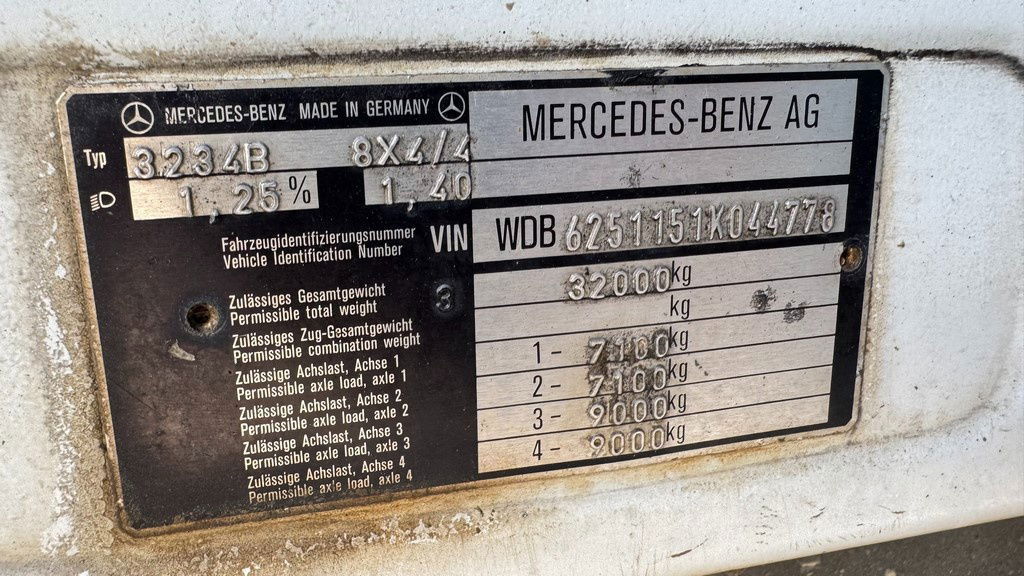 MERCEDES-BENZ MADE IN GERMANY
MERCEDES-BENZ AG
Typ 3234B 8X4/4
1,25% 1,40
Fahrzeugidentifizierungsnummer
Vehicle Identification Number
VIN WDB 6251151K044778
Zulässiges Gesamtgewicht
Permissible total weight
3 32000kg
Zulässiges Zug-Gesamtgewicht
Permissible combination weight
kg
Zulässige Achslast, Achse 1
Permissible axle load, axle 1
1- 7100kg
Zulässige Achslast, Achse 2
Permissible axle load, axle 2
2- 7100kg
Zulässige Achslast, Achse 3
Permissible axle load, axle 3
3- 9000kg
Zulässige Achslast, Achse 4
Permissible axle load, axle 4
4- 9000kg